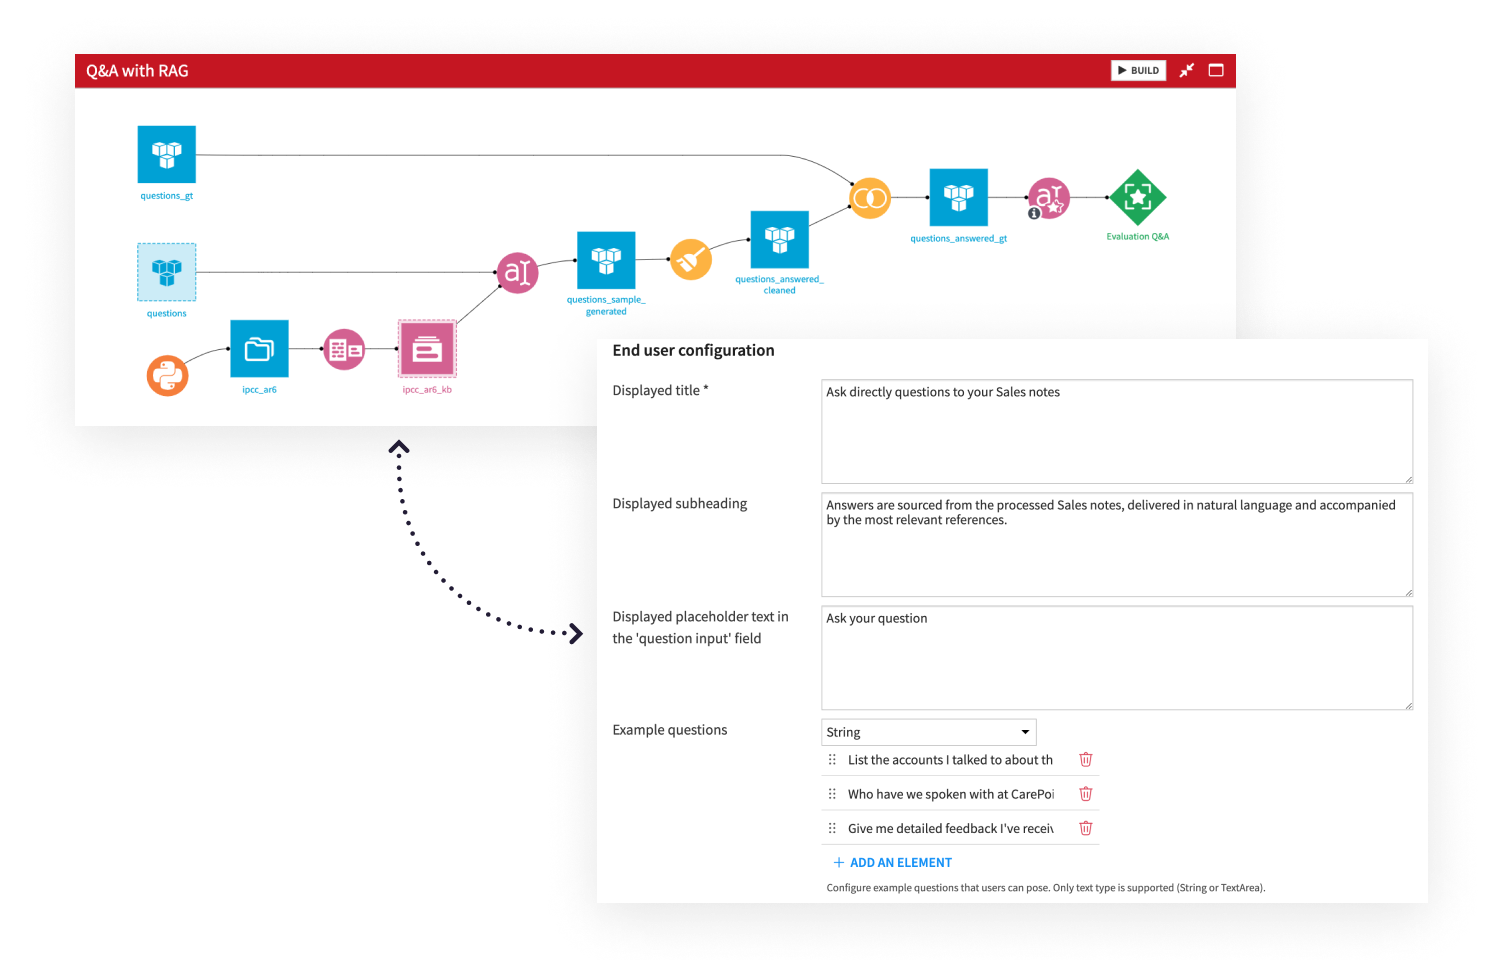 Q&A with RAG
BUILD
questions_gt
questions
ipcc_ar6
ipcc_ar6_kb
questions_sample_
generated
questions_answered_
cleaned
questions_answered_gt
Evaluation Q&A
End user configuration
Displayed title *
Ask directly questions to your Sales notes
Displayed subheading
Answers are sourced from the processed Sales notes, delivered in natural language and accompanied
by the most relevant references.
Displayed placeholder text in
the 'question input' field
Ask your question
Example questions
String
List the accounts I talked to about th
Who have we spoken with at CarePoi
Give me detailed feedback I've receiv
+ ADD AN ELEMENT
Configure example questions that users can pose. Only text type is supported (String or TextArea).